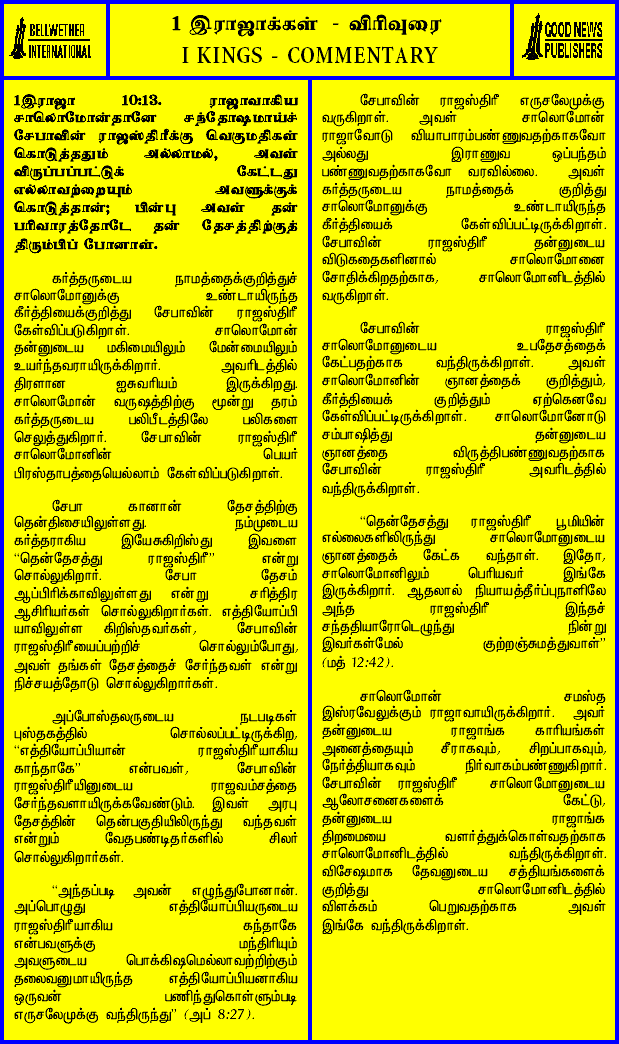 BELLWETHER
INTERNATIONAL
1 இராஜாக்கள் - விரிவுரை
I KINGS - COMMENTARY
GOOD NEWS
PUBLISHERS
1இராஜா 10:13. ராஜாவாகிய
சாலொமோன்தானே சந்தோஷமாய்ச்
சேபாவின் ராஜஸ்திரீக்கு வெகுமதிகள்
கொடுத்ததும் அல்லாமல், அவள்
விருப்பப்பட்டுக் கேட்டது
எல்லாவற்றையும் அவளுக்குக்
கொடுத்தான்; பின்பு அவள் தன்
பரிவாரத்தோடே தன் தேசத்திற்குத்
திரும்பிப் போனாள்.
கர்த்தருடைய நாமத்தைக்குறித்துச்
சாலொமோனுக்கு உண்டாயிருந்த
கீர்த்தியைக்குறித்து சேபாவின் ராஜஸ்திரீ
கேள்விப்படுகிறாள். சாலொமோன்
தன்னுடைய மகிமையிலும் மேன்மையிலும்
உயர்ந்தவராயிருக்கிறார். அவரிடத்தில்
திரளான ஐசுவரியம் இருக்கிறது.
சாலொமோன் வருஷத்திற்கு மூன்று தரம்
கர்த்தருடைய பலிபீடத்திலே பலிகளை
செலுத்துகிறார். சேபாவின் ராஜஸ்திரீ
சாலொமோனின் பெயர்
பிரஸ்தாபத்தையெல்லாம் கேள்விப்படுகிறாள்.
சேபா கானான் தேசத்திற்கு
தென்திசையிலுள்ளது. நம்முடைய
கர்த்தராகிய இயேசுகிறிஸ்து இவளை
“தென்தேசத்து ராஜஸ்திரீ” என்று
சொல்லுகிறார். சேபா தேசம்
ஆப்பிரிக்காவிலுள்ளது என்று சரித்திர
ஆசிரியர்கள் சொல்லுகிறார்கள். எத்தியோப்பி
யாவிலுள்ள கிறிஸ்தவர்கள், சேபாவின்
ராஜஸ்திரீயைப்பற்றிச் சொல்லும்போது,
அவள் தங்கள் தேசத்தைச் சேர்ந்தவள் என்று
நிச்சயத்தோடு சொல்லுகிறார்கள்.
அப்போஸ்தலருடைய நடபடிகள்
புஸ்தகத்தில் சொல்லப்பட்டிருக்கிற,
“எத்தியோப்பியான் ராஜஸ்திரீயாகிய
காந்தாகே” என்பவள், சேபாவின்
ராஜஸ்திரீயினுடைய ராஜவம்சத்தை
சேர்ந்தவளாயிருக்கவேண்டும். இவள் அரபு
தேசத்தின் தென்பகுதியிலிருந்து வந்தவள்
என்றும் வேதபண்டிதர்களில் சிலர்
சொல்லுகிறார்கள்.
“அந்தப்படி அவன் எழுந்துபோனான்.
அப்பொழுது எத்தியோப்பியருடைய
ராஜஸ்திரீயாகிய கந்தாகே
என்பவளுக்கு மந்திரியும்
அவளுடைய பொக்கிஷமெல்லாவற்றிற்கும்
தலைவனுமாயிருந்த எத்தியோப்பியனாகிய
ஒருவன் பணிந்துகொள்ளும்படி
எருசலேமுக்கு வந்திருந்து” (அப் 8:27).
சேபாவின் ராஜஸ்திரீ எருசலேமுக்கு
வருகிறாள். அவள் சாலொமோன்
ராஜாவோடு வியாபாரம்பண்ணுவதற்காகவோ
அல்லது இராணுவ ஒப்பந்தம்
பண்ணுவதற்காகவோ வரவில்லை. அவள்
கர்த்தருடைய நாமத்தைக் குறித்து
சாலொமோனுக்கு உண்டாயிருந்த
கீர்த்தியைக் கேள்விப்பட்டிருக்கிறாள்.
சேபாவின் ராஜஸ்திரீ தன்னுடைய
விடுகதைகளினால் சாலொமோனை
சோதிக்கிறதற்காக, சாலொமோனிடத்தில்
வருகிறாள்.
சேபாவின் ராஜஸ்திரீ
சாலொமோனுடைய உபதேசத்தைக்
கேட்பதற்காக வந்திருக்கிறாள். அவள்
சாலொமோனின் ஞானத்தைக் குறித்தும்,
கீர்த்தியைக் குறித்தும் ஏற்கெனவே
கேள்விப்பட்டிருக்கிறாள். சாலொமோனோடு
சம்பாஷித்து தன்னுடைய
ஞானத்தை விருத்திபண்ணுவதற்காக
சேபாவின் ராஜஸ்திரீ அவரிடத்தில்
வந்திருக்கிறாள்.
“தென்தேசத்து ராஜஸ்திரீ பூமியின்
எல்லைகளிலிருந்து சாலொமோனுடைய
ஞானத்தைக் கேட்க வந்தாள். இதோ,
சாலொமோனிலும் பெரியவர் இங்கே
இருக்கிறார். ஆதலால் நியாயத்தீர்ப்புநாளிலே
அந்த ராஜஸ்திரீ இந்தச்
சந்ததியாரோடெழுந்து நின்று
இவர்கள்மேல் குற்றஞ்சுமத்துவாள்”
(மத் 12:42).
சாலொமோன் சமஸ்த
இஸ்ரவேலுக்கும் ராஜாவாயிருக்கிறார். அவர்
தன்னுடைய ராஜாங்க காரியங்கள்
அனைத்தையும் சீராகவும், சிறப்பாகவும்,
நேர்த்தியாகவும் நிர்வாகம்பண்ணுகிறார்.
சேபாவின் ராஜஸ்திரீ சாலொமோனுடைய
ஆலோசனைகளைக் கேட்டு,
தன்னுடைய ராஜாங்க
திறமையை வளர்த்துக்கொள்வதற்காக
சாலொமோனிடத்தில் வந்திருக்கிறாள்.
விசேஷமாக தேவனுடைய சத்தியங்களைக்
குறித்து சாலொமோனிடத்தில்
விளக்கம் பெறுவதற்காக அவள்
இங்கே வந்திருக்கிறாள்.